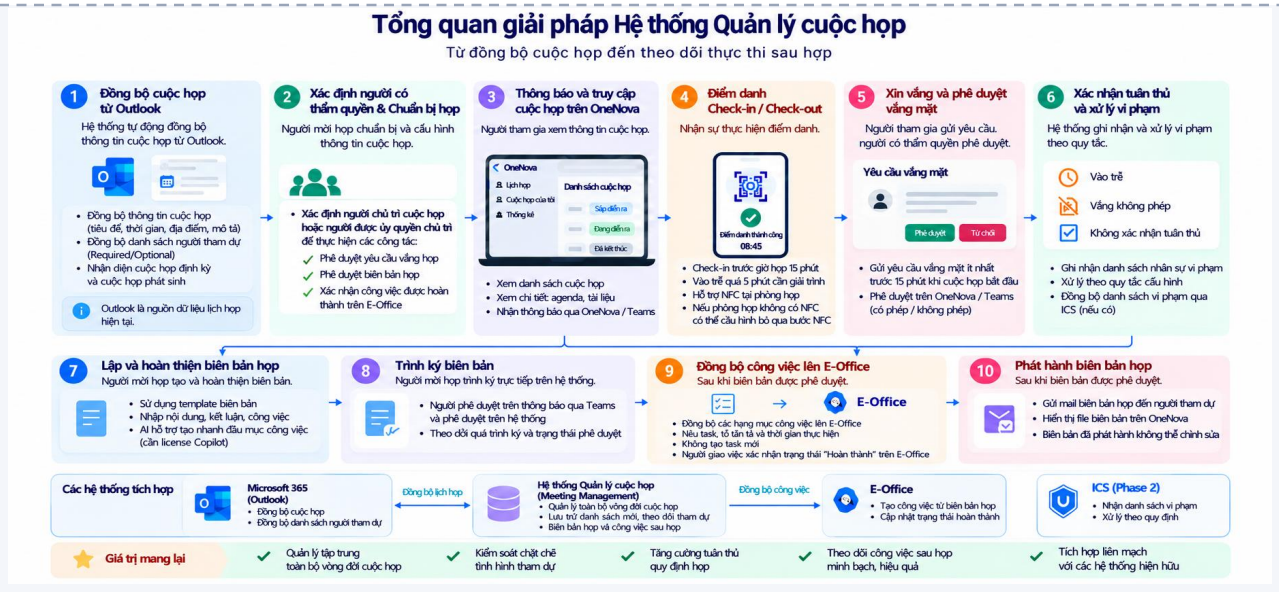 Tổng quan giải pháp Hệ thống Quản lý cuộc họp
Từ đồng bộ cuộc họp đến theo dõi thực thi sau hợp
1
Đồng bộ cuộc họp
từ Outlook
Hệ thống tự động đồng bộ
thông tin cuộc họp từ Outlook.
• Đồng bộ thông tin cuộc họp
(tiêu đề, thời gian, địa điểm, mô tả)
• Đồng bộ danh sách người tham dự
(Required/Optional)
• Nhận diện cuộc họp định kỳ
và cuộc họp phát sinh
Outlook là nguồn dữ liệu lịch họp
hiện tại.
2
Xác định người có
thẩm quyền & Chuẩn bị họp
Người mời họp chuẩn bị và cấu hình
thông tin cuộc họp.
• Xác định người chủ trì cuộc họp
hoặc người được ủy quyền chủ trì
để thực hiện các công tác:
Phê duyệt yêu cầu vắng họp
Phê duyệt biên bản họp
Xác nhận công việc được hoàn
thành trên E-Office
3
Thông báo và truy cập
cuộc họp trên OneNova
Người tham gia xem thông tin cuộc họp.
OneNova
Lịch họp
Cuộc họp của tôi
Thống kê
Danh sách cuộc họp
Sắp diễn ra
Đang diễn ra
Đã kết thúc
• Xem danh sách cuộc họp
• Xem chi tiết: agenda, tài liệu
• Nhận thông báo qua OneNova / Teams
4
Điểm danh
Check-in / Check-out
Nhân sự thực hiện điểm danh.
Điểm danh thành công
08:45
• Check-in trước giờ họp 15 phút
• Vào trễ quá 5 phút cần giải trình
• Hỗ trợ NFC tại phòng họp
• Nếu phòng họp không có NFC
có thể cấu hình bỏ qua bước NFC
5
Xin vắng và phê duyệt
vắng mặt
Người tham gia gửi yêu cầu.
người có thẩm quyền phê duyệt.
Yêu cầu vắng mặt
Phê duyệt
Từ chối
• Gửi yêu cầu vắng mặt ít nhất
trước 15 phút khi cuộc họp bắt đầu
• Phê duyệt trên OneNova / Teams
(có phép / không phép)
6
Xác nhận tuân thủ
và xử lý vi phạm
Hệ thống ghi nhận và xử lý vi phạm
theo quy tắc.
Vào trễ
Vắng không phép
Không xác nhận tuân thủ
• Ghi nhận danh sách nhân sự vi phạm
• Xử lý theo quy tắc cấu hình
• Đồng bộ danh sách vi phạm qua
ICS (nếu có)
7
Lập và hoàn thiện biên bản họp
Người mời họp tạo và hoàn thiện biên bản.
• Sử dụng template biên bản
• Nhập nội dung, kết luận, công việc
• AI hỗ trợ tạo nhanh đầu mục công việc
(cần license Copilot)
8
Trình ký biên bản
Người mời họp trình ký trực tiếp trên hệ thống.
• Người phê duyệt trên thông báo qua Teams
và phê duyệt trên hệ thống
• Theo dõi quá trình ký và trạng thái phê duyệt
9
Đồng bộ công việc lên E-Office
Sau khi biên bản được phê duyệt.
E-Office
• Đồng bộ các hạng mục công việc lên E-Office
• Nêu task, tổ tấn tả và thời gian thực hiện
• Không tạo task mới
• Người giao việc xác nhận trạng thái "Hoàn thành" trên E-Office
10
Phát hành biên bản họp
Sau khi biên bản được phê duyệt.
• Gửi mail biên bản họp đến người tham dự
• Hiển thị file biên bản trên OneNova
• Biên bản đã phát hành không thể chỉnh sửa
Các hệ thống tích hợp
Microsoft 365
(Outlook)
• Đồng bộ cuộc họp
• Đồng bộ danh sách người tham dự
Đồng bộ lịch họp
Hệ thống Quản lý cuộc họp
(Meeting Management)
• Quản lý toàn bộ vòng đời cuộc họp
• Lưu trữ danh sách mới, theo dõi tham dự
• Biên bản họp và công việc sau họp
Đồng bộ công việc
E-Office
• Tạo công việc từ biên bản họp
• Cập nhật trạng thái hoàn thành
ICS (Phase 2)
• Nhận danh sách vi phạm
• Xử lý theo quy định
Giá trị mang lại
Quản lý tập trung
toàn bộ vòng đời cuộc họp
Kiểm soát chặt chẽ
tình hình tham dự
Tăng cường tuân thủ
quy định họp
Theo dõi công việc sau họp
minh bạch, hiệu quả
Tích hợp liên mạch
với các hệ thống hiện hữu